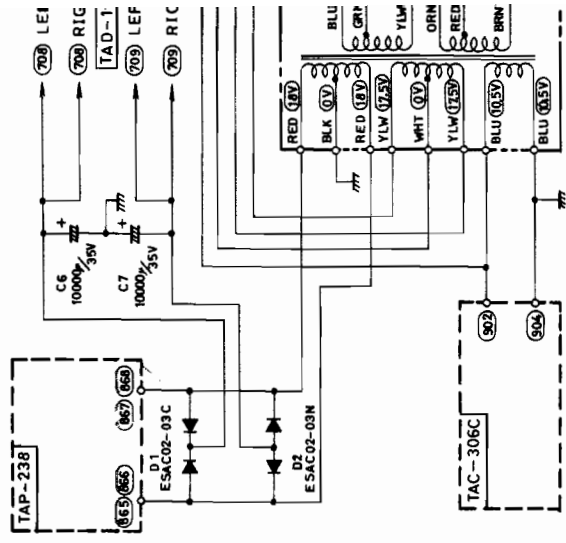 708 LEF
708 RIG
TAD-1
709 LEF
709 RIG
BLU
GRN
YLW
ORN
RED
BRN
RED 18V
BLK 0V
RED 18V
YLW 17.5V
WHT 0V
YLW 17.5V
BLU 10.5V
BLU 10.5V
+
C6
10000µ/35V
+
C7
10000µ/35V
902
904
TAC-306C
868
867
866
865
TAP-238
D1
ESAC02-03C
D2
ESAC02-03N